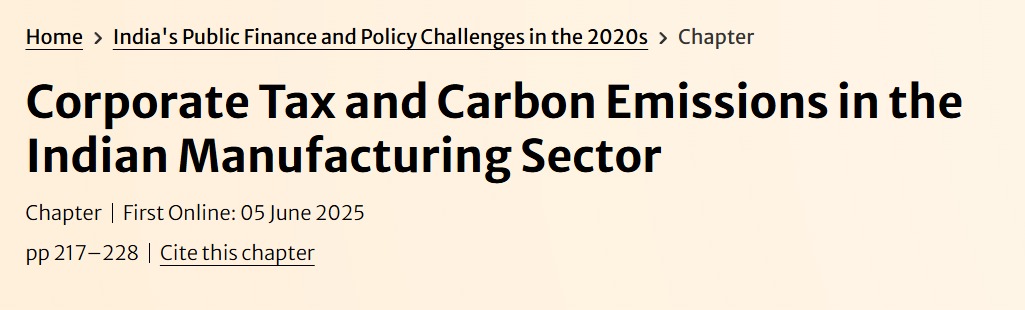 Home > India's Public Finance and Policy Challenges in the 2020s > Chapter
Corporate Tax and Carbon Emissions in the
Indian Manufacturing Sector
Chapter | First Online: 05 June 2025
pp 217–228 | Cite this chapter